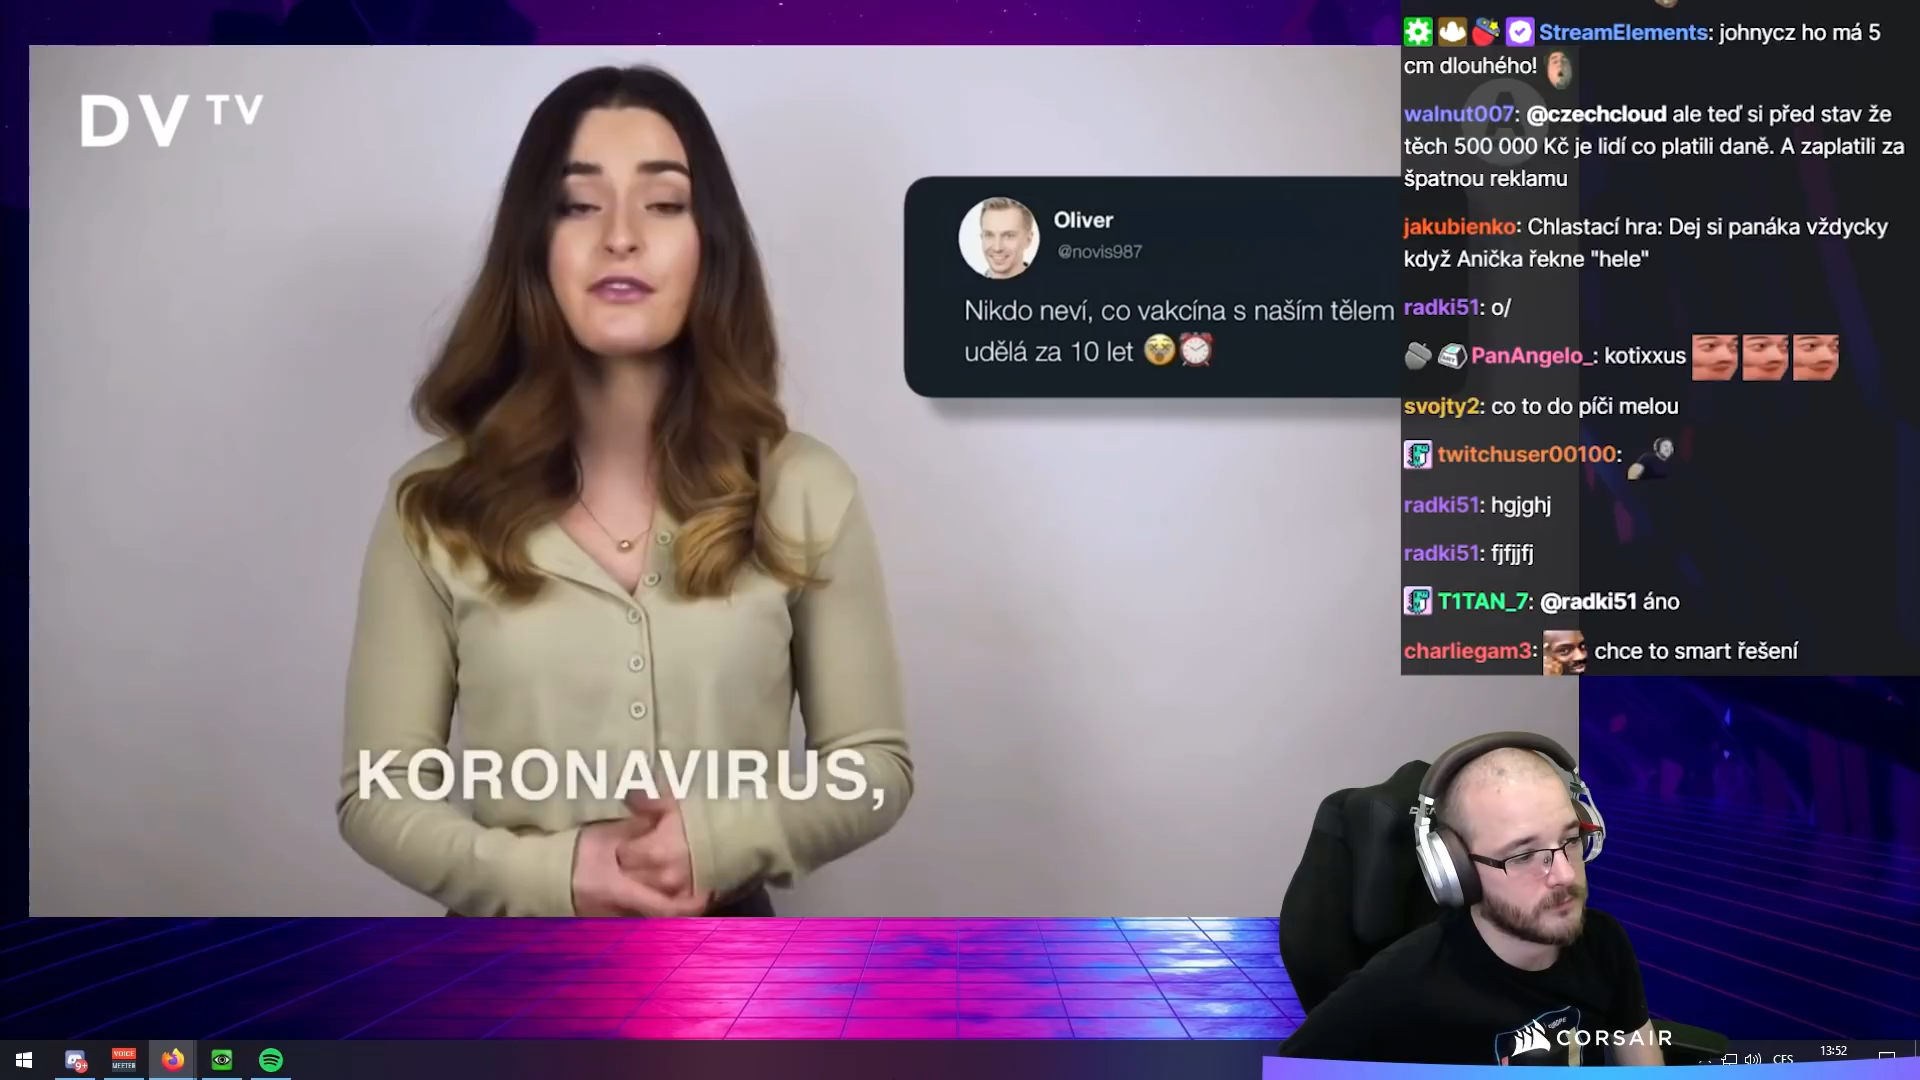 DVTV
Oliver
@novis987
Nikdo neví, co vakcína s naším tělem
udělá za 10 let
KORONAVIRUS,
StreamElements: johnycz ho má 5
cm dlouhého!
walnut007: @czechcloud ale teď si před stav že
těch 500 000 Kč je lidí co platili daně. A zaplatili za
špatnou reklamu
jakubienko: Chlastací hra: Dej si panáka vždycky
když Anička řekne "hele"
radki51: o/
PanAngelo_: kotixxus
svojty2: co to do píči melou
twitchuser00100:
radki51: hgjghj
radki51: fjfjjfj
T1TAN_7: @radki51 áno
charliegam3: chce to smart řešení
CORSAIR
VOICE
MEETER
9+
CES
13:52